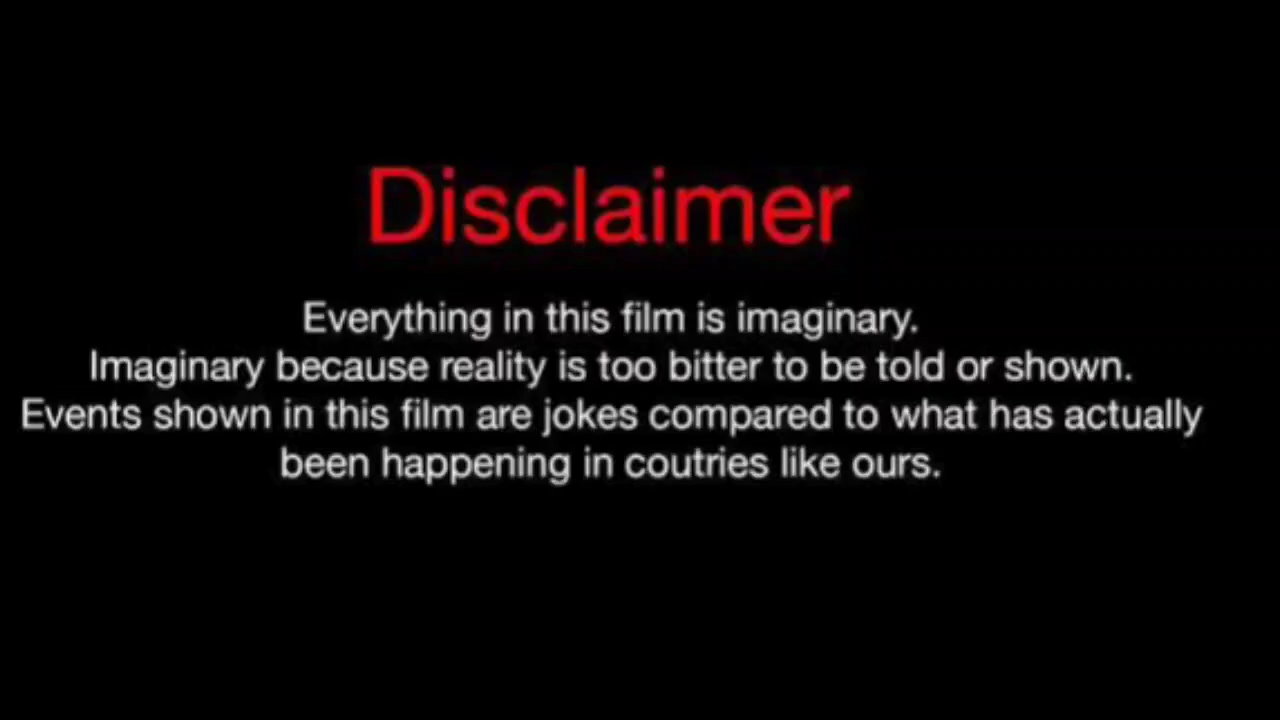 Disclaimer
Everything in this film is imaginary.
Imaginary because reality is too bitter to be told or shown.
Events shown in this film are jokes compared to what has actually
been happening in coutries like ours.